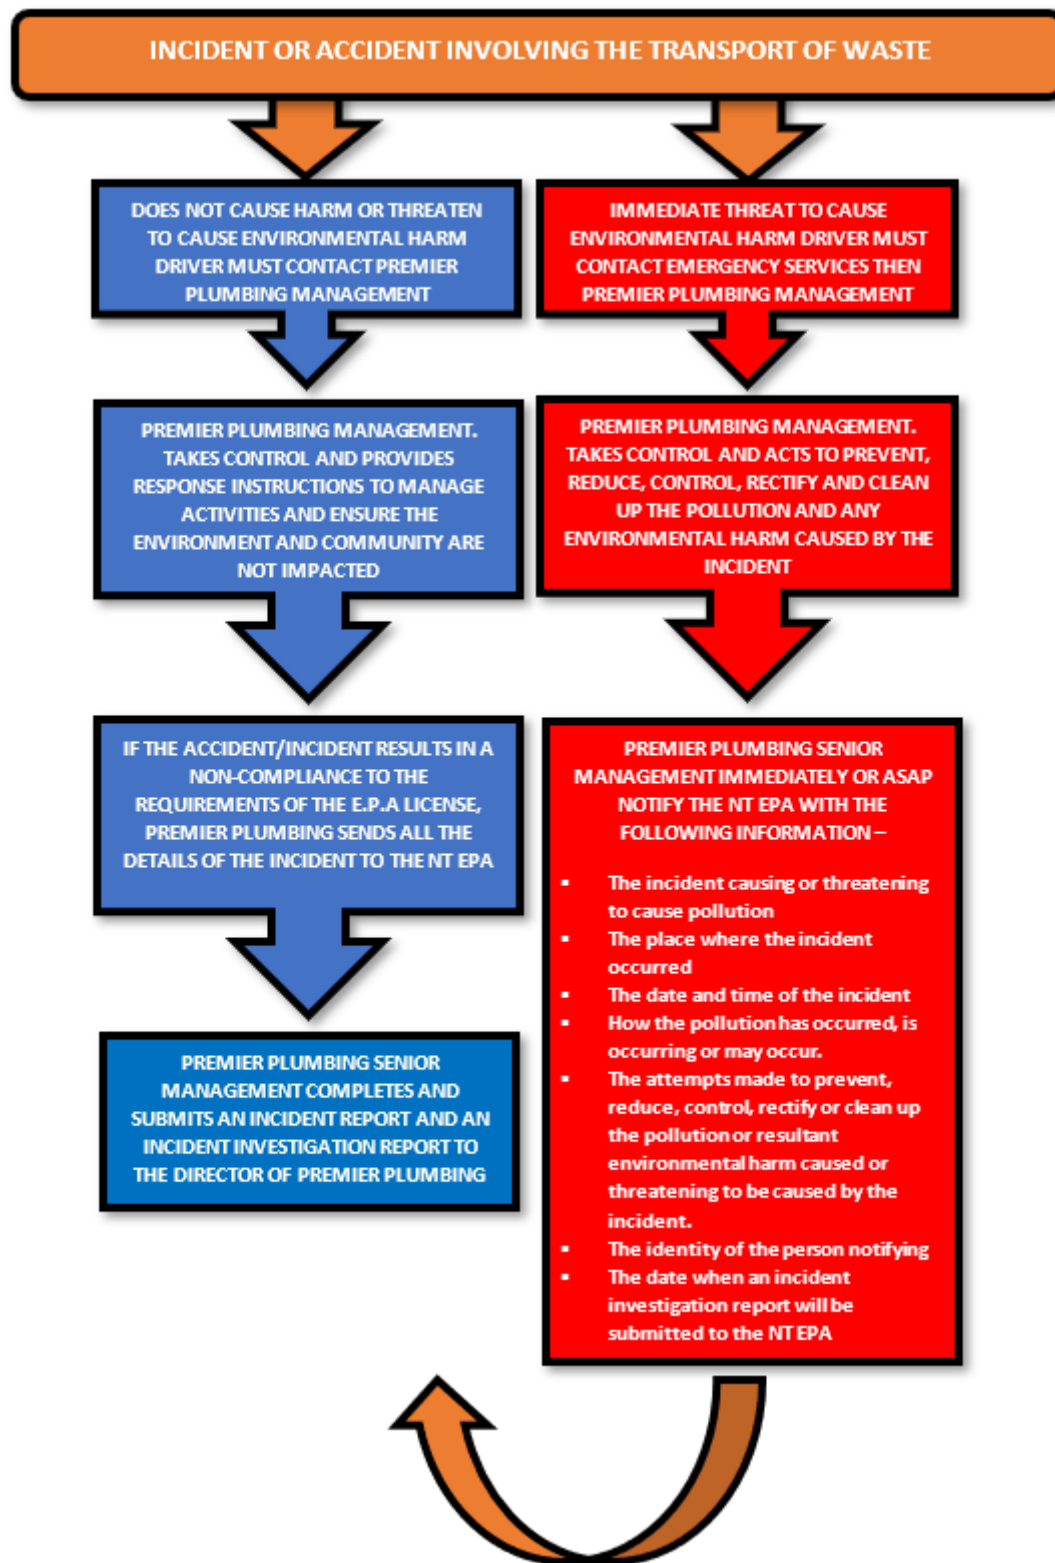 INCIDENT OR ACCIDENT INVOLVING THE TRANSPORT OF WASTE
DOES NOT CAUSE HARM OR THREATEN
TO CAUSE ENVIRONMENTAL HARM
DRIVER MUST CONTACT PREMIER
PLUMBING MANAGEMENT
PREMIER PLUMBING MANAGEMENT.
TAKES CONTROL AND PROVIDES
RESPONSE INSTRUCTIONS TO MANAGE
ACTIVITIES AND ENSURE THE
ENVIRONMENT AND COMMUNITY ARE
NOT IMPACTED
IF THE ACCIDENT/INCIDENT RESULTS IN A
NON-COMPLIANCE TO THE
REQUIREMENTS OF THE E.P.A LICENSE,
PREMIER PLUMBING SENDS ALL THE
DETAILS OF THE INCIDENT TO THE NT EPA
PREMIER PLUMBING SENIOR
MANAGEMENT COMPLETES AND
SUBMITS AN INCIDENT REPORT AND AN
INCIDENT INVESTIGATION REPORT TO
THE DIRECTOR OF PREMIER PLUMBING
IMMEDIATE THREAT TO CAUSE
ENVIRONMENTAL HARM DRIVER MUST
CONTACT EMERGENCY SERVICES THEN
PREMIER PLUMBING MANAGEMENT
PREMIER PLUMBING MANAGEMENT.
TAKES CONTROL AND ACTS TO PREVENT,
REDUCE, CONTROL, RECTIFY AND CLEAN
UP THE POLLUTION AND ANY
ENVIRONMENTAL HARM CAUSED BY THE
INCIDENT
PREMIER PLUMBING SENIOR
MANAGEMENT IMMEDIATELY OR ASAP
NOTIFY THE NT EPA WITH THE
FOLLOWING INFORMATION –
▪ The incident causing or threatening
to cause pollution
▪ The place where the incident
occurred
▪ The date and time of the incident
▪ How the pollution has occurred, is
occurring or may occur.
▪ The attempts made to prevent,
reduce, control, rectify or clean up
the pollution or resultant
environmental harm caused or
threatening to be caused by the
incident.
▪ The identity of the person notifying
▪ The date when an incident
investigation report will be
submitted to the NT EPA